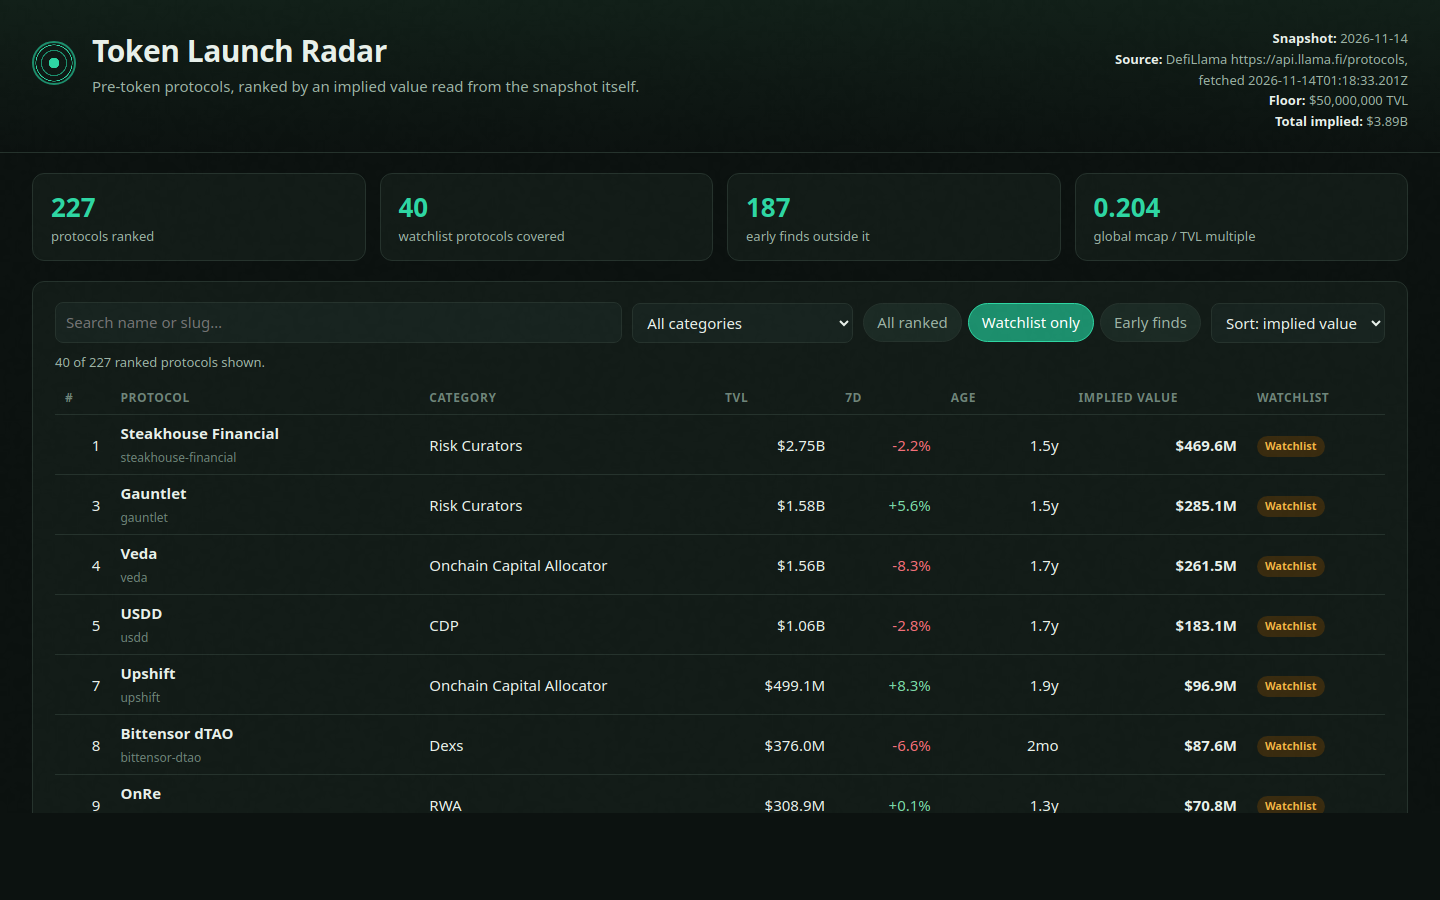 Token Launch Radar
Pre-token protocols, ranked by an implied value read from the snapshot itself.
Snapshot: 2026-11-14
Source: DefiLlama https://api.llama.fi/protocols,
fetched 2026-11-14T01:18:33.201Z
Floor: $50,000,000 TVL
Total implied: $3.89B
227
protocols ranked
40
watchlist protocols covered
187
early finds outside it
0.204
global mcap / TVL multiple
Search name or slug...
All categories
All ranked
Watchlist only
Early finds
Sort: implied value
40 of 227 ranked protocols shown.
# PROTOCOL CATEGORY TVL 7D AGE IMPLIED VALUE WATCHLIST
1 Steakhouse Financial Risk Curators $2.75B -2.2% 1.5y $469.6M Watchlist
steakhouse-financial
3 Gauntlet Risk Curators $1.58B +5.6% 1.5y $285.1M Watchlist
gauntlet
4 Veda Onchain Capital Allocator $1.56B -8.3% 1.7y $261.5M Watchlist
veda
5 USDD CDP $1.06B -2.8% 1.7y $183.1M Watchlist
usdd
7 Upshift Onchain Capital Allocator $499.1M +8.3% 1.9y $96.9M Watchlist
upshift
8 Bittensor dTAO Dexs $376.0M -6.6% 2mo $87.6M Watchlist
bittensor-dtao
9 OnRe RWA $308.9M +0.1% 1.3y $70.8M Watchlist